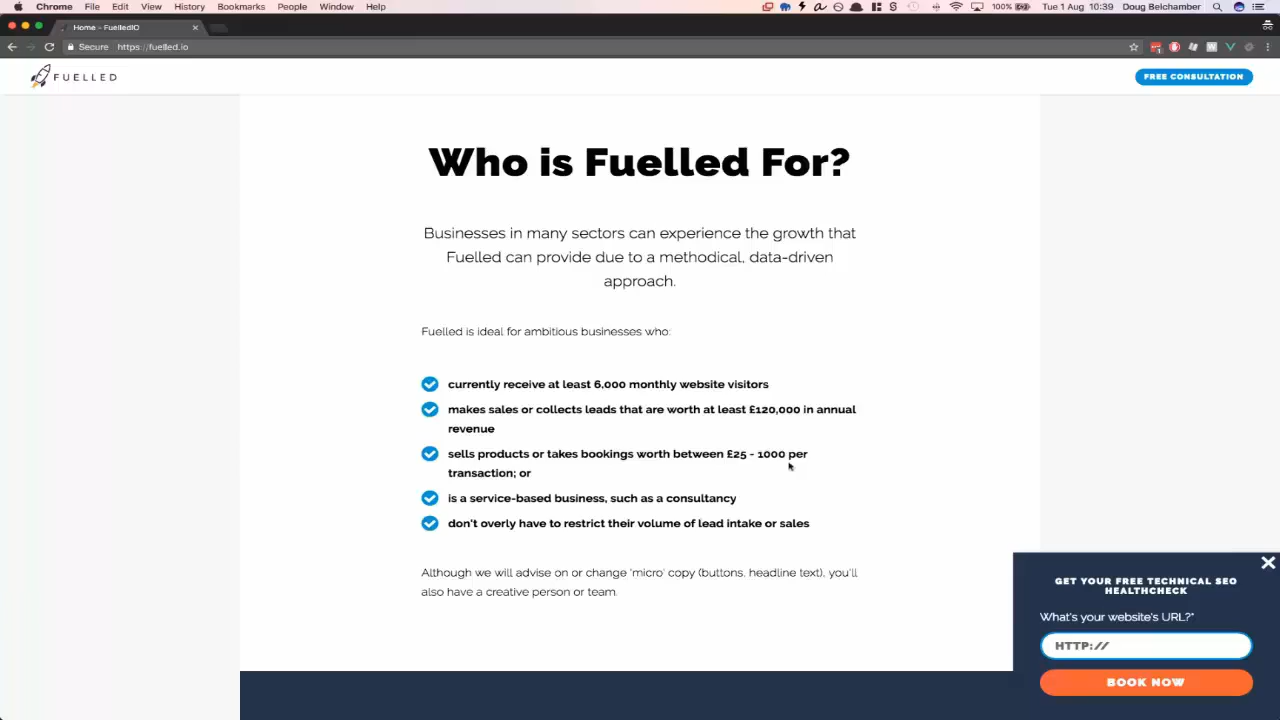 Chrome File Edit View History Bookmarks People Window Help 100% Tue 1 Aug 10:39 Doug Belchamber
Home - FuelledIO
Secure https://fuelled.io
FUELLED
FREE CONSULTATION
Who is Fuelled For?
Businesses in many sectors can experience the growth that
Fuelled can provide due to a methodical, data-driven
approach.
Fuelled is ideal for ambitious businesses who:
currently receive at least 6,000 monthly website visitors
makes sales or collects leads that are worth at least £120,000 in annual
revenue
sells products or takes bookings worth between £25 - 1000 per
transaction; or
is a service-based business, such as a consultancy
don't overly have to restrict their volume of lead intake or sales
Although we will advise on or change 'micro' copy (buttons, headline text), you'll
also have a creative person or team.
GET YOUR FREE TECHNICAL SEO
HEALTHCHECK
What's your website's URL?*
HTTP://
BOOK NOW